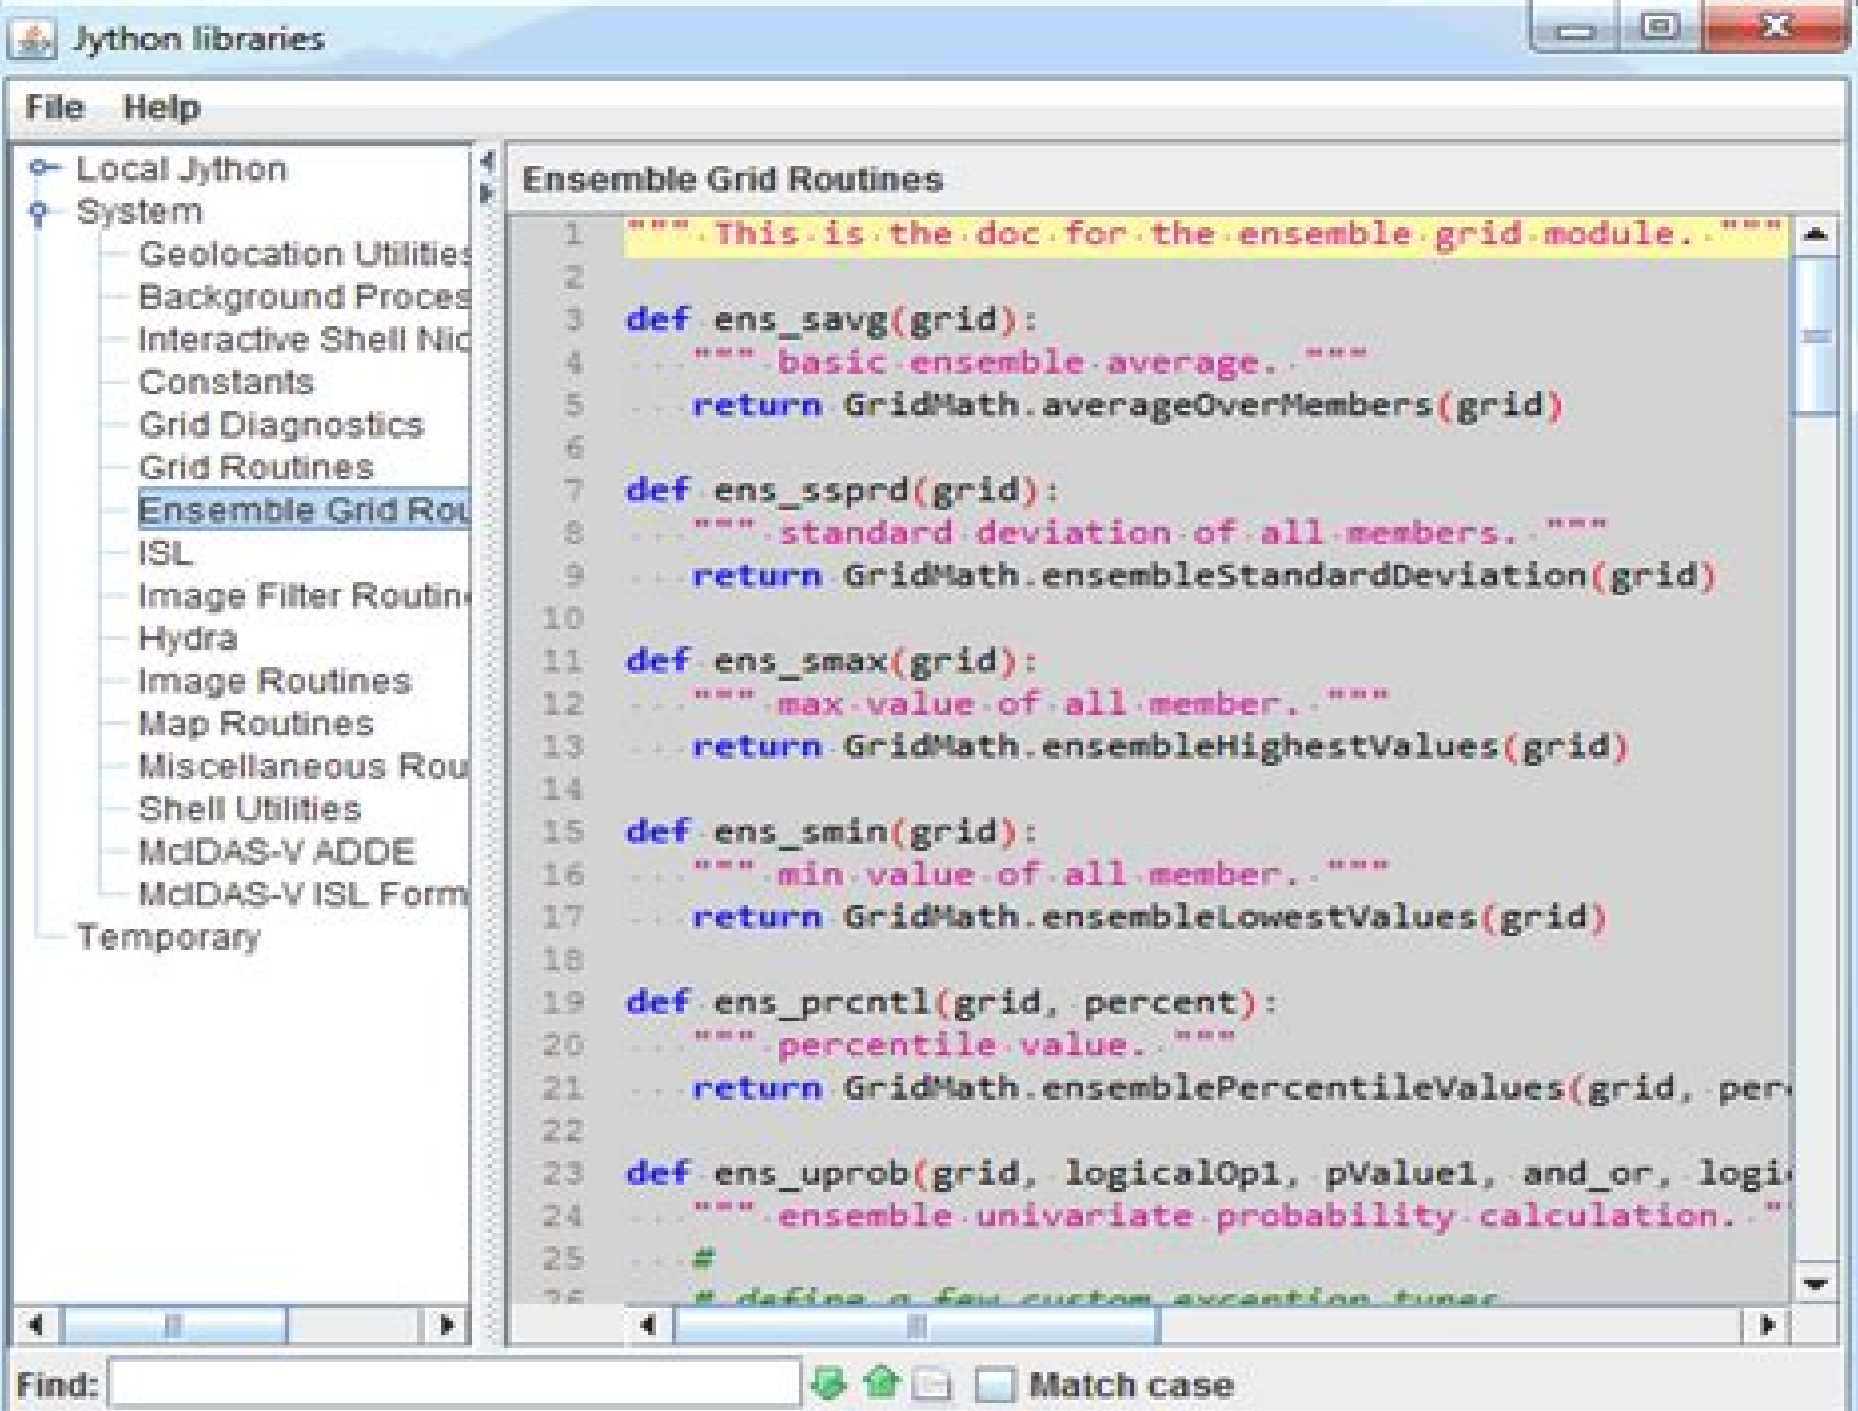 Jython libraries
File Help
Local Jython
System
Geolocation Utilities
Background Proces
Interactive Shell Nic
Constants
Grid Diagnostics
Grid Routines
Ensemble Grid Rou
ISL
Image Filter Routin
Hydra
Image Routines
Map Routines
Miscellaneous Rou
Shell Utilities
McIDAS-V ADDE
McIDAS-V ISL Form
Temporary
Ensemble Grid Routines
1 """ This is the doc for the ensemble grid module. """
2
3 def ens_savg(grid):
4 """ basic ensemble average. """
5 return GridMath.averageOverMembers(grid)
6
7 def ens_ssprd(grid):
8 """ standard deviation of all members. """
9 return GridMath.ensembleStandardDeviation(grid)
10
11 def ens_smax(grid):
12 """ max value of all member. """
13 return GridMath.ensembleHighestValues(grid)
14
15 def ens_smin(grid):
16 """ min value of all member. """
17 return GridMath.ensembleLowestValues(grid)
18
19 def ens_prcntl(grid, percent):
20 """ percentile value. """
21 return GridMath.ensemblePercentileValues(grid, per
22
23 def ens_uprob(grid, logicalOp1, pValue1, and_or, logi
24 """ ensemble univariate probability calculation. "
25 #
26 # define a few custom exception types
Find: Match case